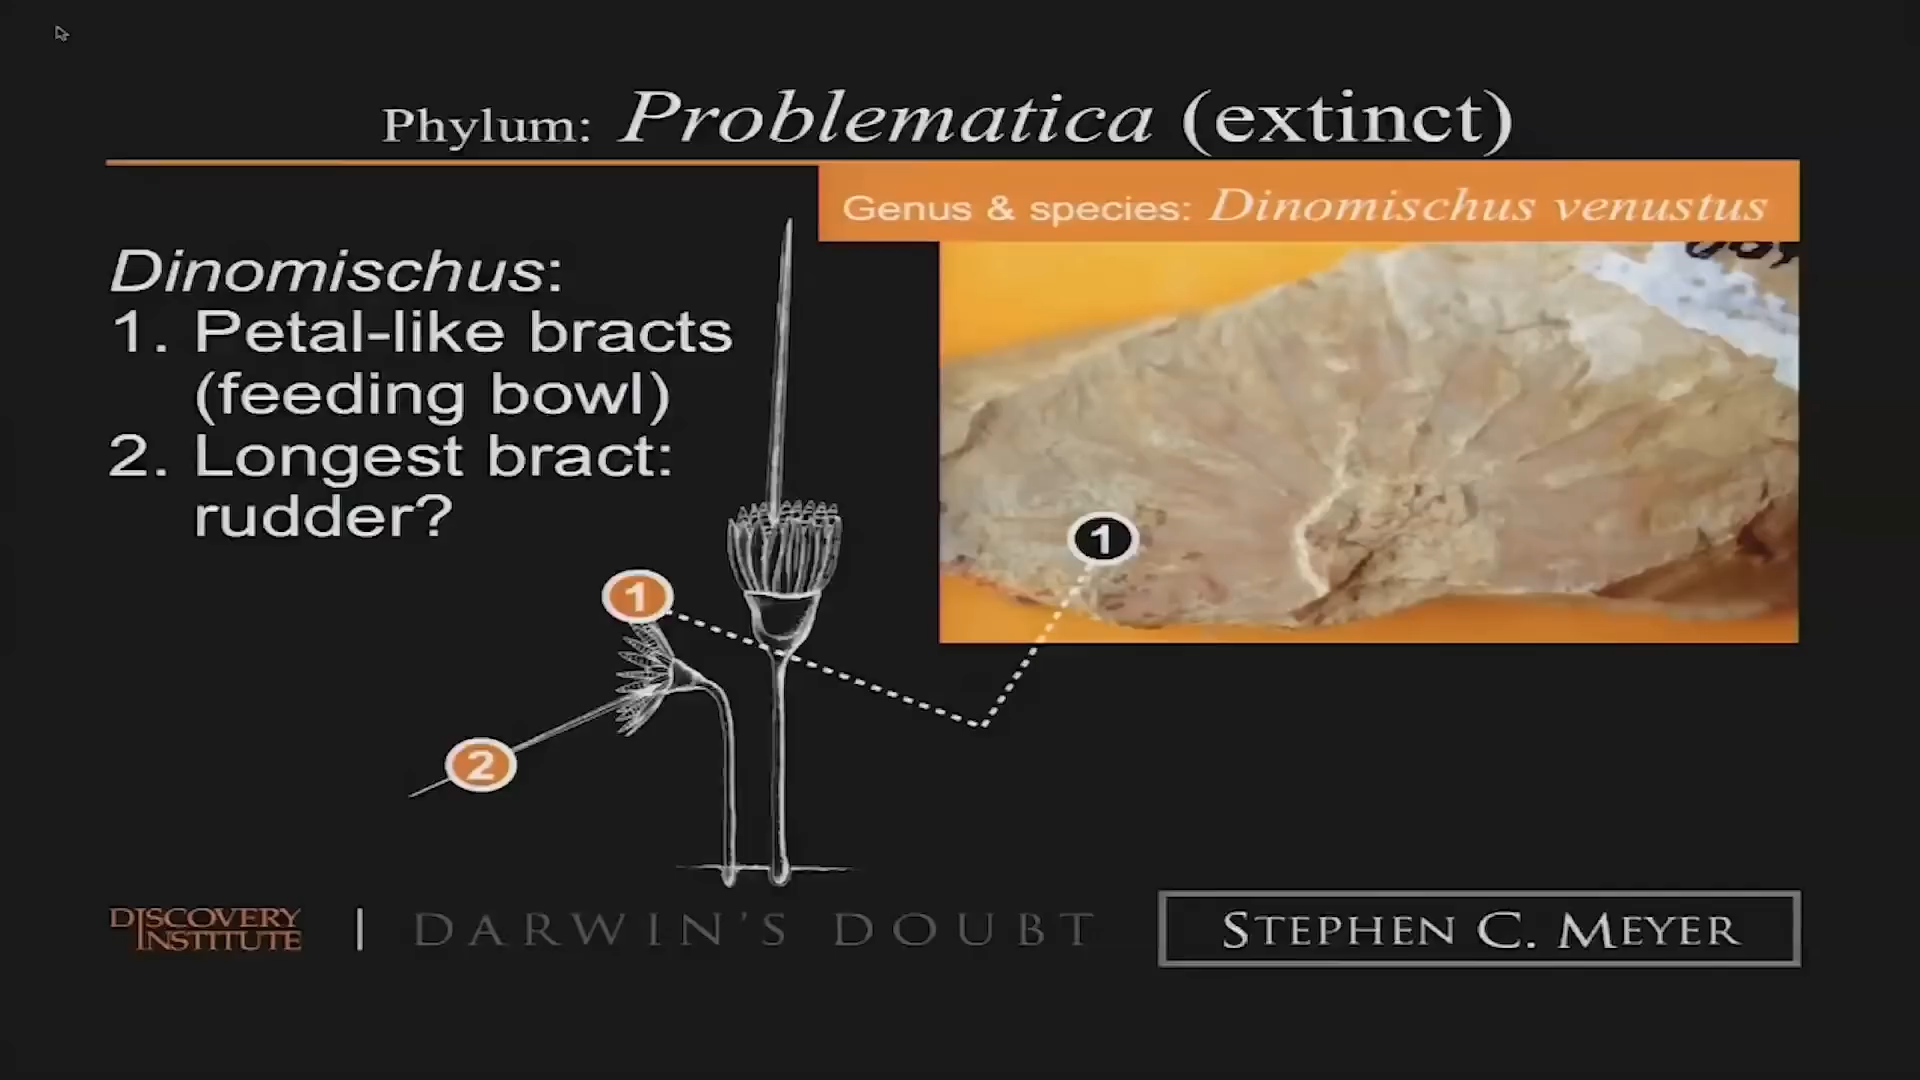 Phylum: Problematica (extinct)
Genus & species: Dinomischus venustus
Dinomischus:
1. Petal-like bracts
(feeding bowl)
2. Longest bract:
rudder?
1
1
2
DISCOVERY
INSTITUTE
DARWIN'S DOUBT
STEPHEN C. MEYER